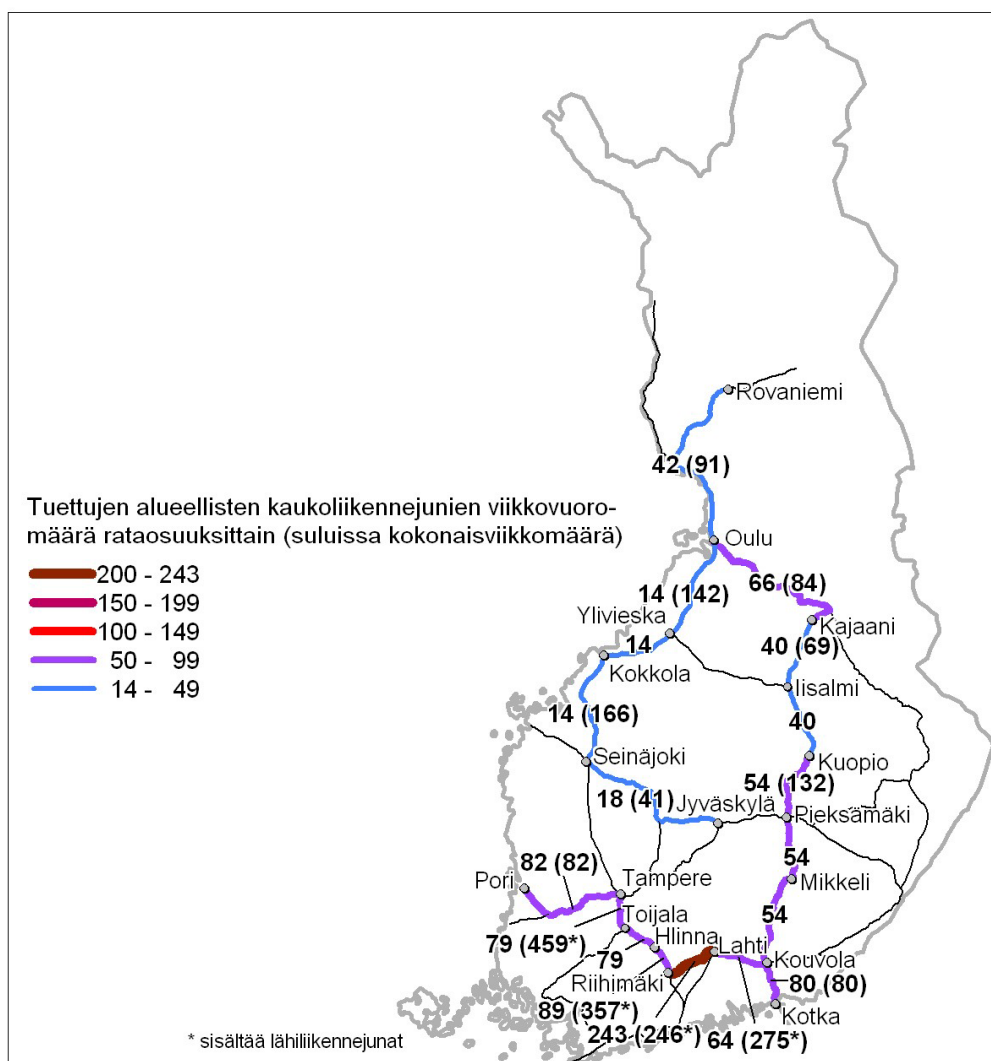 Rovaniemi
42 (91)
Tuettujen alueellisten kaukoliikennejunien viikkovuoro-
määrä rataosuuksittain (suluissa kokonaisviikkomäärä)
200 - 243
150 - 199
100 - 149
50 - 99
14 - 49
Oulu
66 (84)
14 (142)
Ylivieska
Kajaani
14
40 (69)
Kokkola
Iisalmi
14 (166)
40
Kuopio
Seinäjoki
54 (132)
18 (41)
Jyväskylä
Pieksämäki
82 (82)
54
Pori
Tampere
Mikkeli
Toijala
54
79 (459*)
Hlinna
79
Lahti
Kouvola
Riihimäki
80 (80)
89 (357*)
Kotka
243 (246*)
64 (275*)
* sisältää lähiliikennejunat